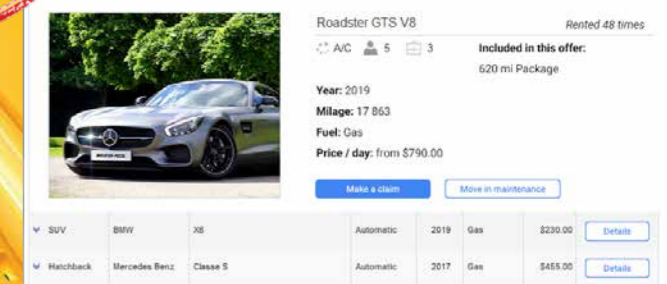 Roadster GTS V8
Rented 48 times
A/C 5 3
Included in this offer:
620 mi Package
Year: 2019
Milage: 17 863
Fuel: Gas
Price / day: from $790.00
Make a claim
Move in maintenance
SUV BMW X6 Automatic 2019 Gas $230.00 Details
Hatchback Mercedes Benz Classe S Automatic 2017 Gas $455.00 Details